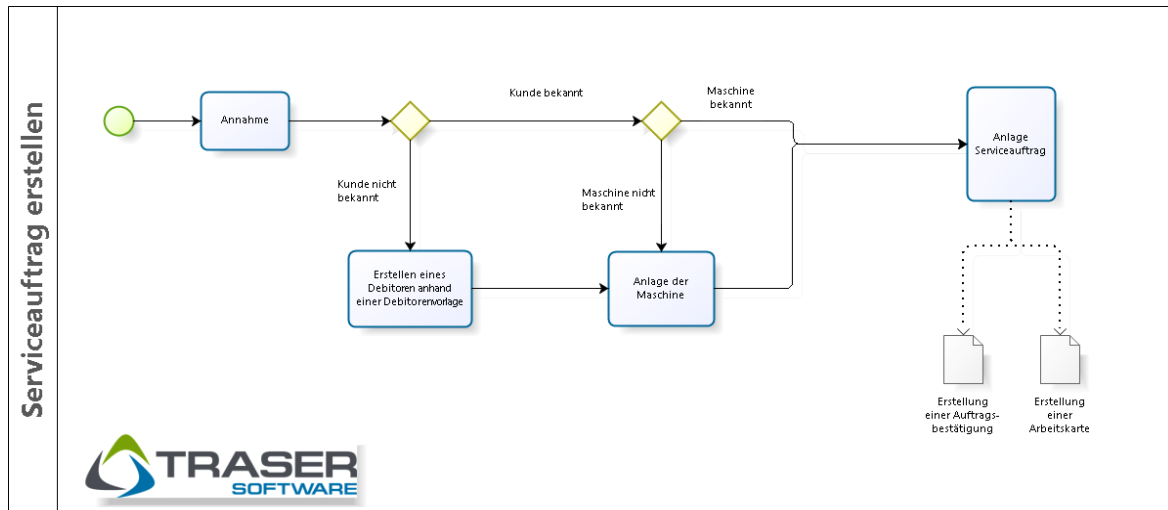 Serviceauftrag erstellen
Annahme
Kunde bekannt
Maschine
bekannt
Anlage
Serviceauftrag
Kunde nicht
bekannt
Maschine nicht
bekannt
Erstellen eines
Debitoren anhand
einer Debitorenvorlage
Anlage der
Maschine
Erstellung
einer Auftrags-
bestätigung
Erstellung
einer
Arbeitskarte
TRASER
SOFTWARE